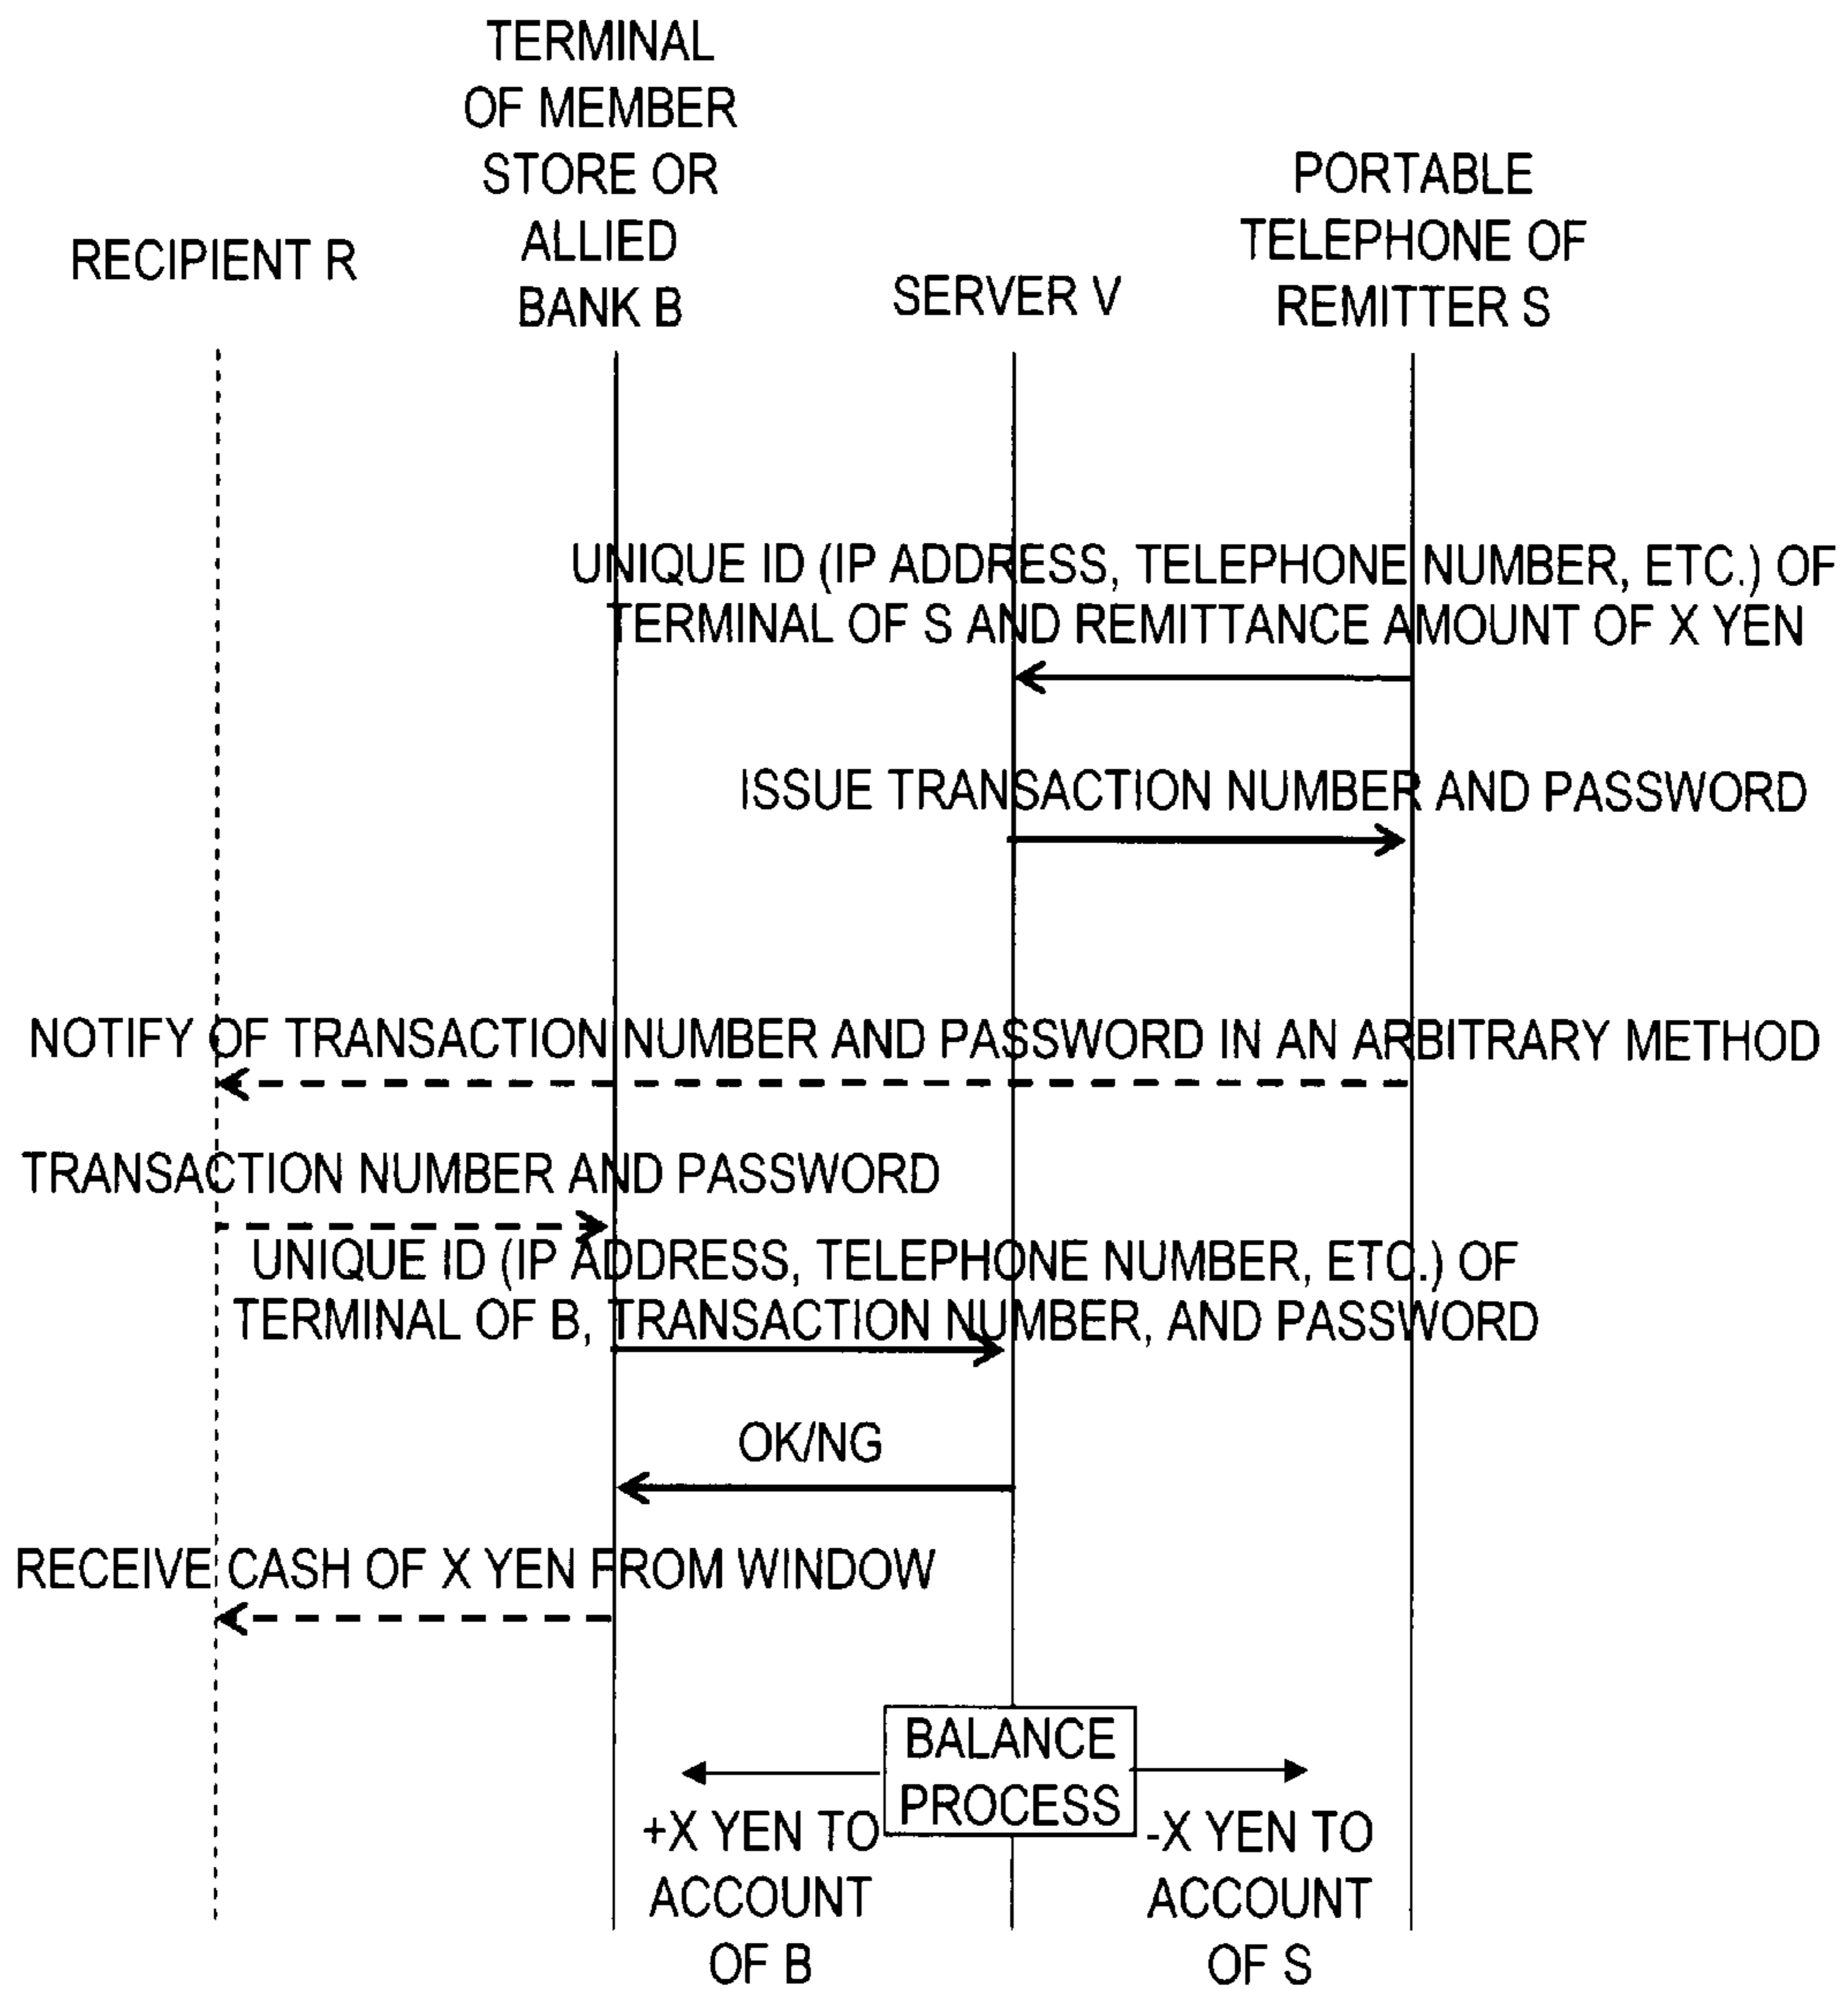 TERMINAL
OF MEMBER
STORE OR
ALLIED
BANK B
RECIPIENT R
SERVER V
PORTABLE
TELEPHONE OF
REMITTER S
UNIQUE ID (IP ADDRESS, TELEPHONE NUMBER, ETC.) OF
TERMINAL OF S AND REMITTANCE AMOUNT OF X YEN
ISSUE TRANSACTION NUMBER AND PASSWORD
NOTIFY OF TRANSACTION NUMBER AND PASSWORD IN AN ARBITRARY METHOD
TRANSACTION NUMBER AND PASSWORD
UNIQUE ID (IP ADDRESS, TELEPHONE NUMBER, ETC.) OF
TERMINAL OF B, TRANSACTION NUMBER, AND PASSWORD
OK/NG
RECEIVE CASH OF X YEN FROM WINDOW
BALANCE
PROCESS
+X YEN TO
ACCOUNT
OF B
-X YEN TO
ACCOUNT
OF S